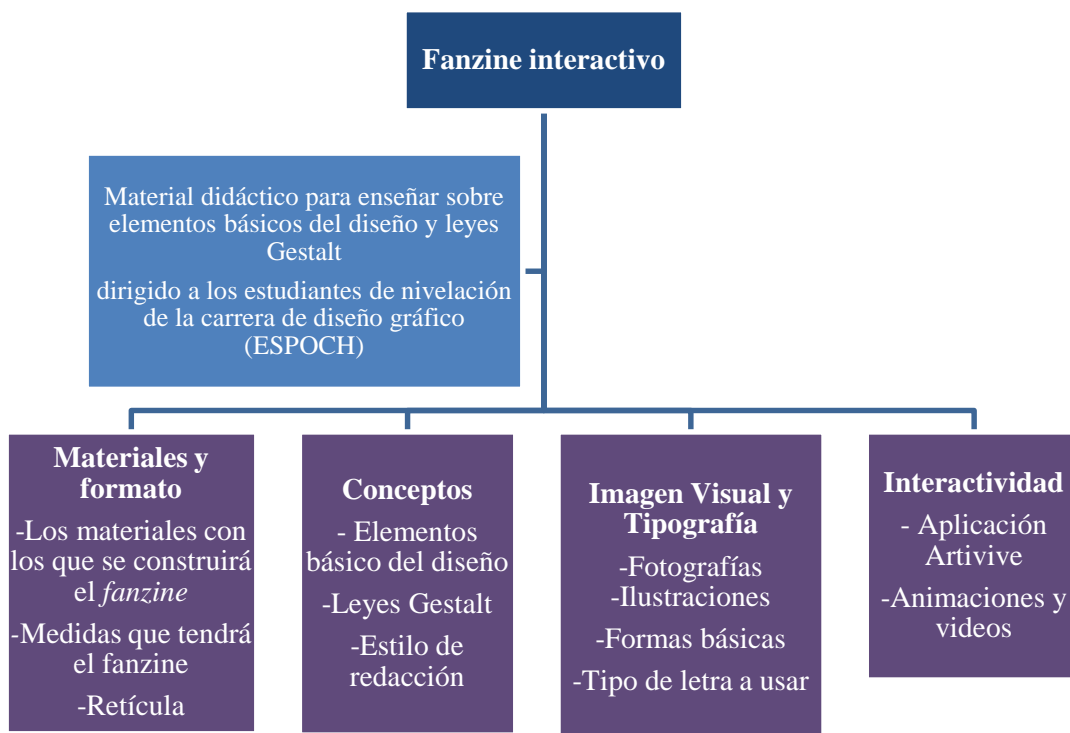 Fanzine interactivo
Material didáctico para enseñar sobre
elementos básicos del diseño y leyes
Gestalt
dirigido a los estudiantes de nivelación
de la carrera de diseño gráfico
(ESPOCH)
Materiales y
formato
-Los materiales con
los que se construirá
el fanzine
-Medidas que tendrá
el fanzine
-Retícula
Conceptos
- Elementos
básico del diseño
-Leyes Gestalt
-Estilo de
redacción
Imagen Visual y
Tipografía
-Fotografías
-Ilustraciones
-Formas básicas
-Tipo de letra a usar
Interactividad
- Aplicación
Artivive
-Animaciones y
videos